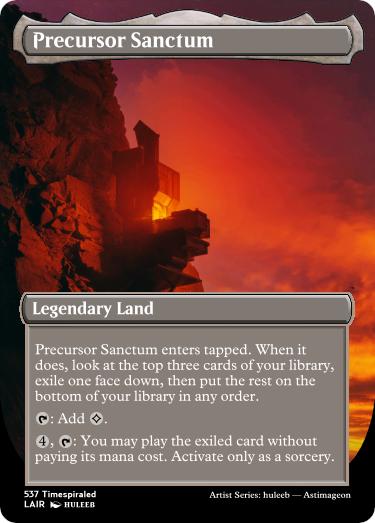 Precursor Sanctum
Legendary Land
Precursor Sanctum enters tapped. When it
does, look at the top three cards of your library,
exile one face down, then put the rest on the
bottom of your library in any order.
: Add .
4, : You may play the exiled card without
paying its mana cost. Activate only as a sorcery.
537 Timespiraled
LAIR HULEEB
Artist Series: huleeb — Astimageon